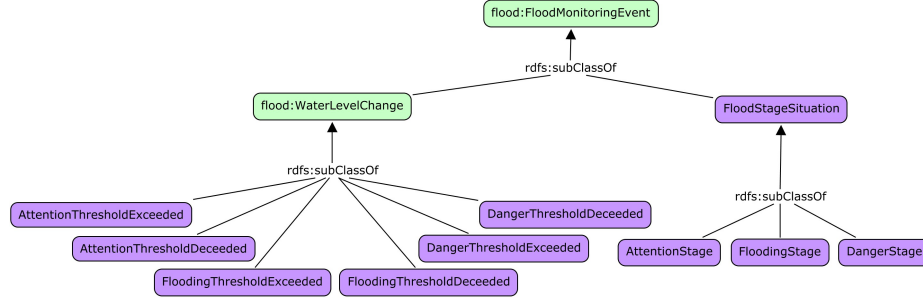 flood:FloodMonitoringEvent
rdfs:subClassOf
flood:WaterLevelChange
FloodStageSituation
rdfs:subClassOf
rdfs:subClassOf
AttentionThresholdExceeded
DangerThresholdDeceeded
AttentionThresholdDeceeded
DangerThresholdExceeded
AttentionStage
FloodingStage
DangerStage
FloodingThresholdExceeded
FloodingThresholdDeceeded